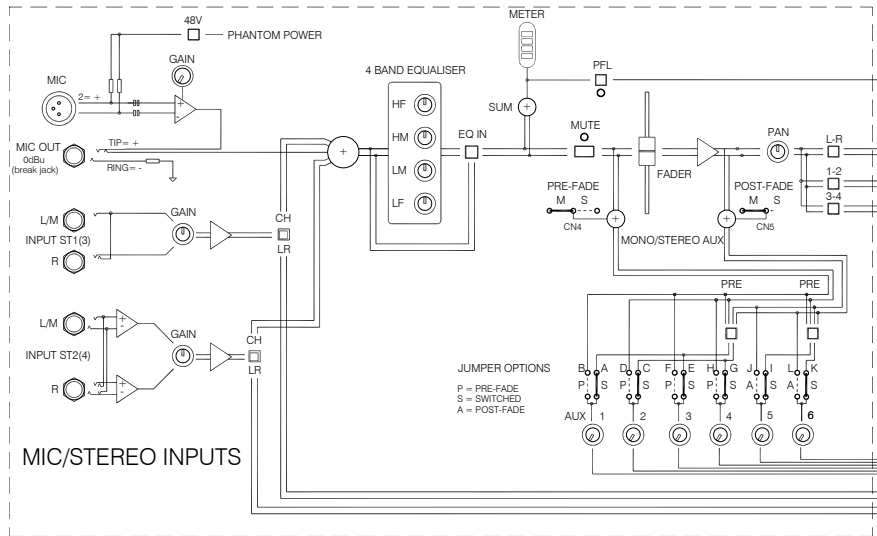 METER
48V
PHANTOM POWER
GAIN
PFL
4 BAND EQUALISER
MIC
2= +
HF
SUM
MUTE
HM
EQ IN
PAN
L-R
MIC OUT
0dBu
(break jack)
TIP= +
RING= -
LM
FADER
1-2
PRE-FADE
M S
POST-FADE
M S
3-4
LF
L/M
GAIN
CH
LR
INPUT ST1(3)
R
CN4
MONO/STEREO AUX
CN5
PRE
PRE
L/M
GAIN
CH
LR
INPUT ST2(4)
R
JUMPER OPTIONS
P = PRE-FADE
S = SWITCHED
A = POST-FADE
B A D C F E H G J I L K
P S P S P S P S A S A S
AUX 1 2 3 4 5 6
MIC/STEREO INPUTS